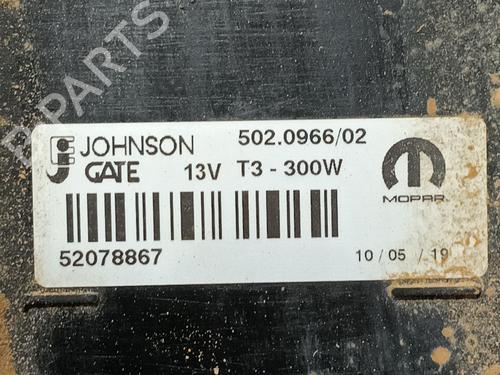 B PARTS
JOHNSON 502.0966/02
GATE 13V T3 - 300W
MOPAR
52078867 10/05/19